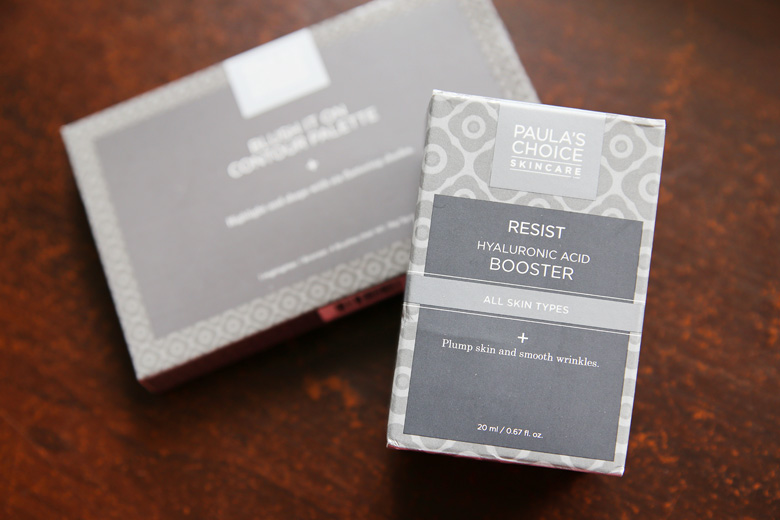 BLUSH IT ON
CONTOUR PALETTE
+
PAULA'S
CHOICE
SKINCARE
RESIST
HYALURONIC ACID
BOOSTER
ALL SKIN TYPES
+
Plump skin and smooth wrinkles.
20 ml / 0.67 fl. oz.